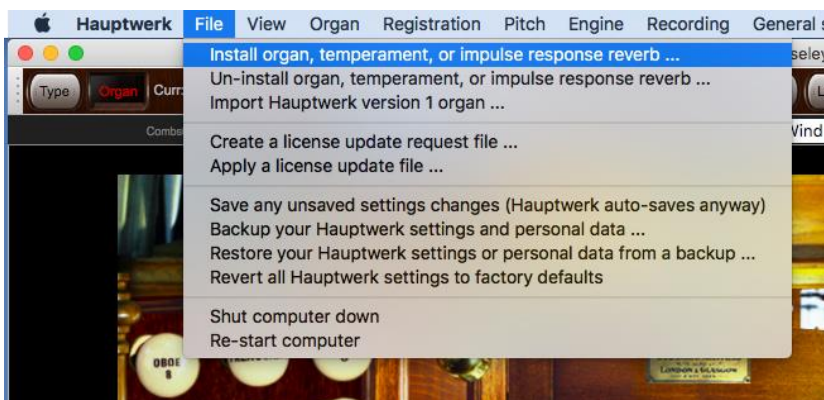 Hauptwerk File View Organ Registration Pitch Engine Recording General
Install organ, temperament, or impulse response reverb ...
Un-install organ, temperament, or impulse response reverb ...
Import Hauptwerk version 1 organ ...
Create a license update request file ...
Apply a license update file ...
Save any unsaved settings changes (Hauptwerk auto-saves anyway)
Backup your Hauptwerk settings and personal data ...
Restore your Hauptwerk settings or personal data from a backup ...
Revert all Hauptwerk settings to factory defaults
Shut computer down
Re-start computer
Type Organ Curr:
OBOE
8
LONDON & GLASGOW